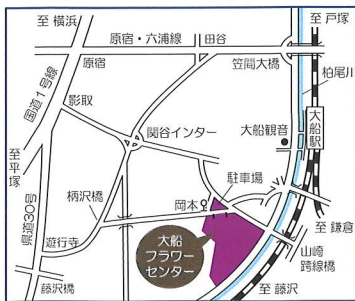 至 横浜
至 戸塚
原宿・六浦線
田谷
原宿
笠間大橋
柏尾川
国道1号線
影取
関谷インター
大船観音
大船駅
至 平塚
駐車場
柄沢橋
岡本
県道30号
遊行寺
大船
フラワー
センター
至 鎌倉
山崎
跨線橋
藤沢橋
至 藤沢